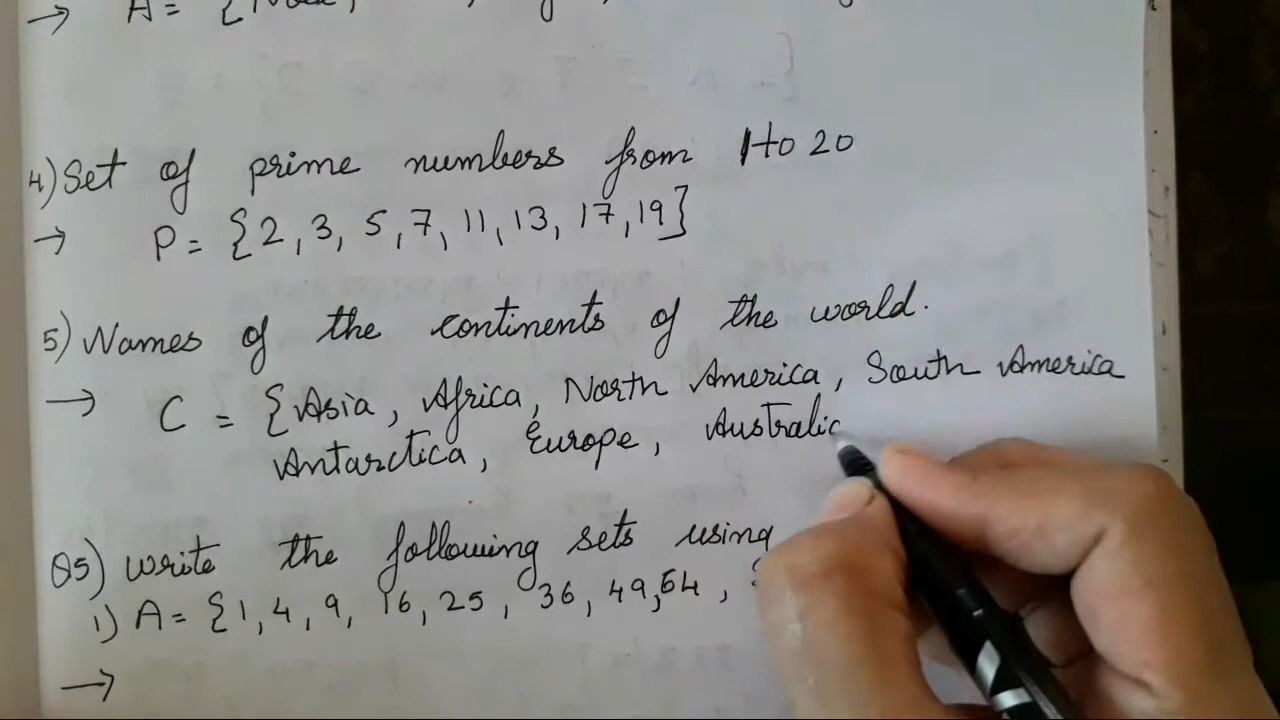 → A= {
4) Set of prime numbers from 1 to 20
→ P = {2, 3, 5, 7, 11, 13, 17, 19}
5) Names of the continents of the world.
→ C = {Asia, Africa, North America, South America
Antarctica, Europe, Australia
Q5) Write the following sets using
1) A= {1, 4, 9, 16, 25, 36, 49, 64,
→